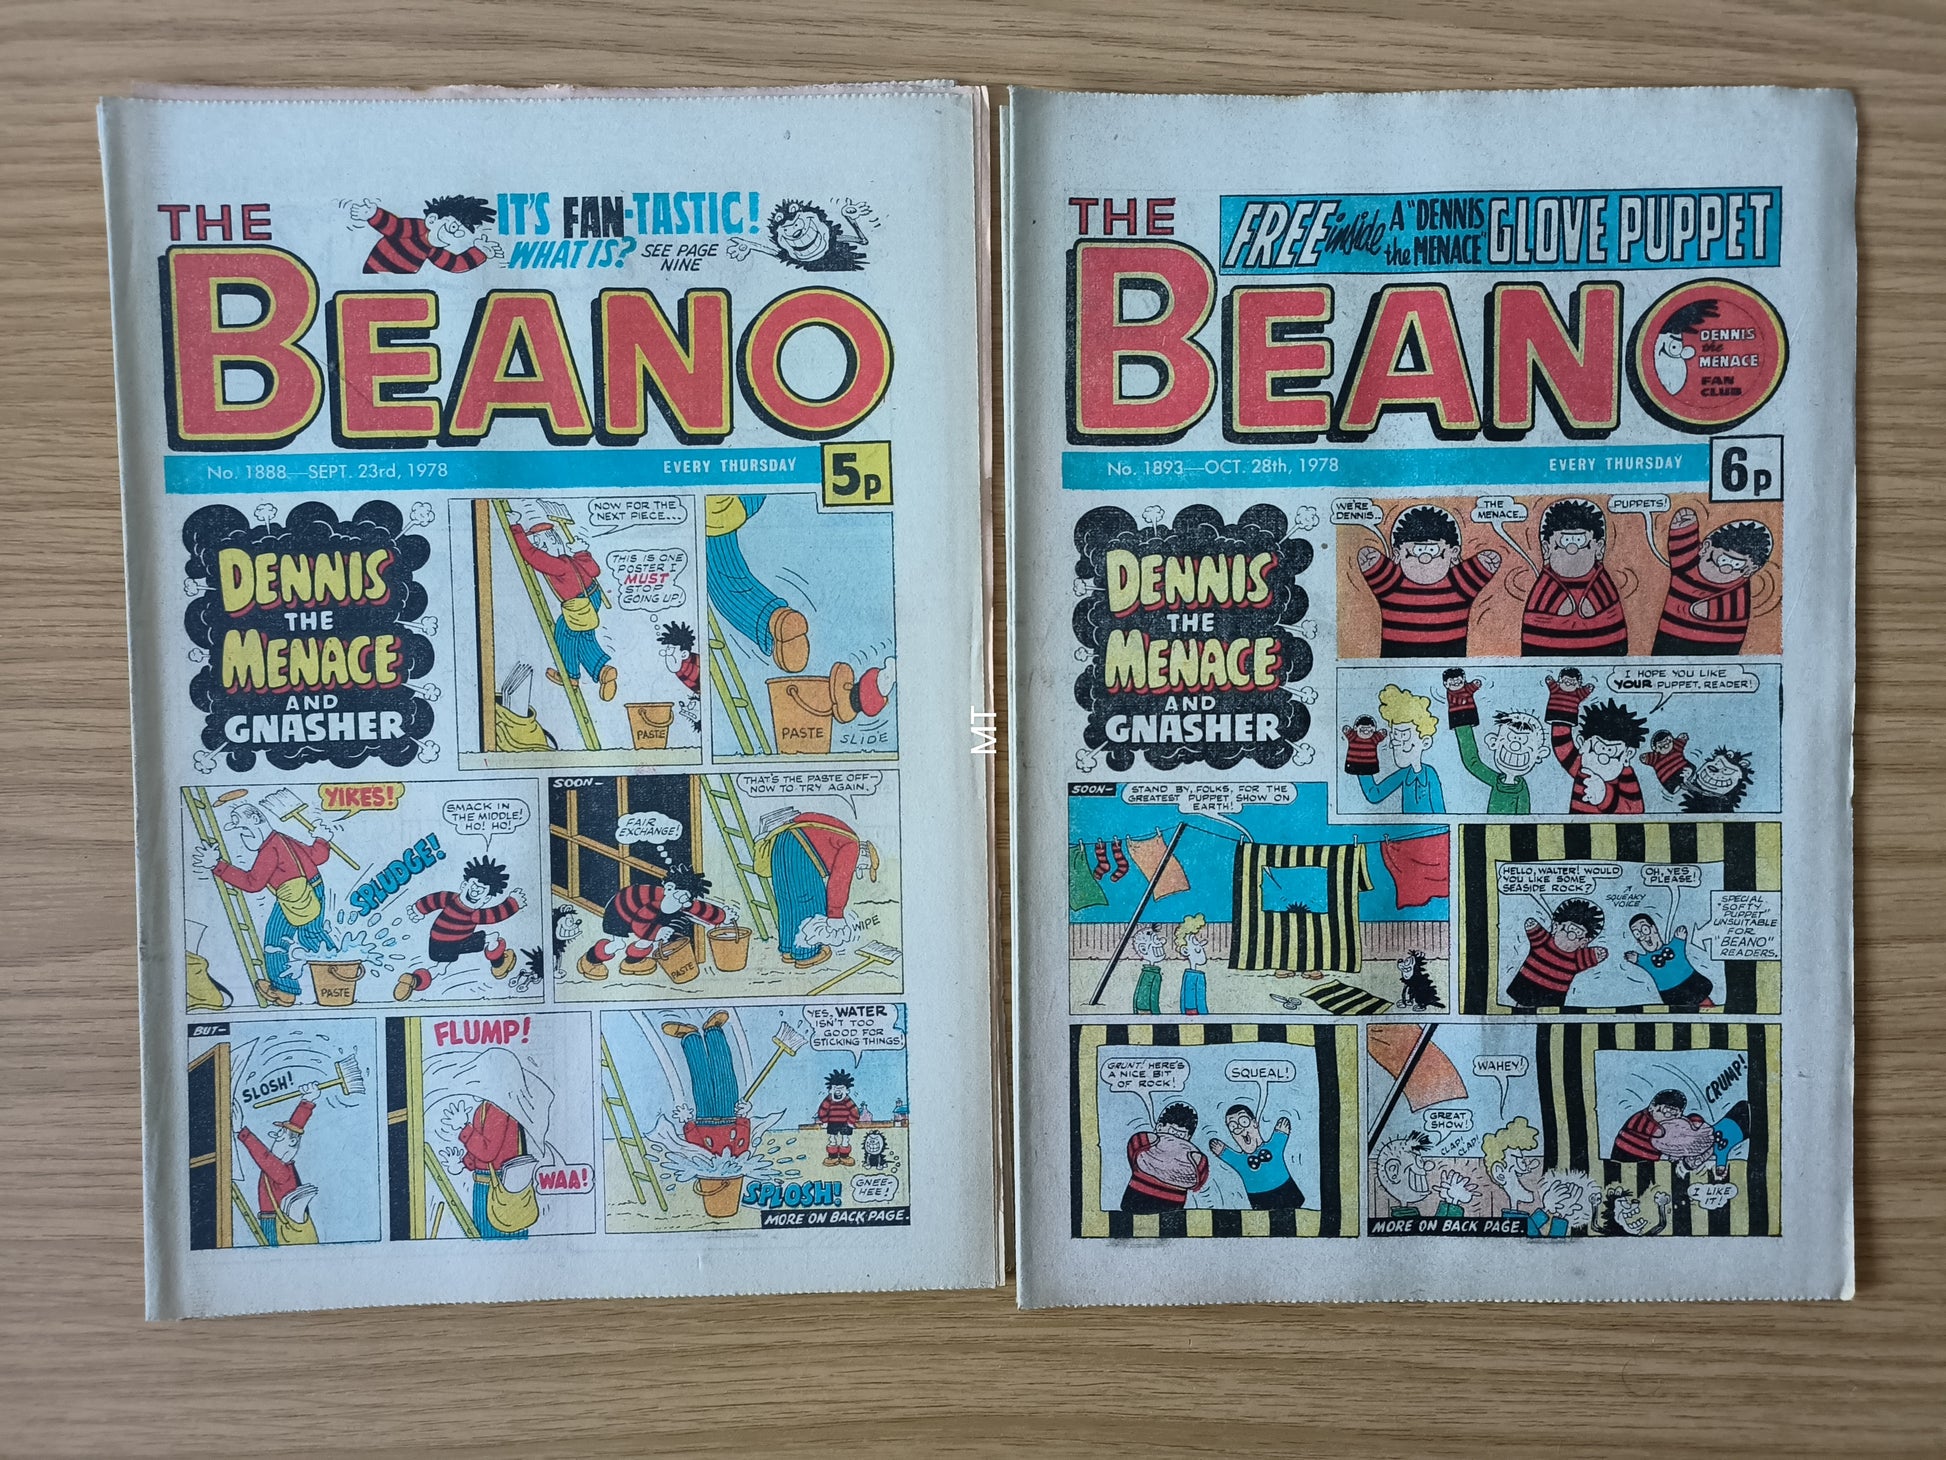 THE
BEANO
IT'S FAN-TASTIC!
WHAT IS? SEE PAGE
NINE
No. 1888—SEPT. 23rd, 1978
EVERY THURSDAY
5p
DENNIS
THE
MENACE
AND
GNASHER
NOW FOR THE
NEXT PIECE...
THIS IS ONE
POSTER I
MUST
STOP
GOING UP!
PASTE
PASTE
SLIDE
YIKES!
SPLUDGE!
SMACK IN
THE MIDDLE!
HO! HO!
PASTE
SOON—
FAIR
EXCHANGE!
THAT'S THE PASTE OFF—
NOW TO TRY AGAIN.
PASTE
WIPE
BUT—
SLOSH!
FLUMP!
WAA!
YES, WATER
ISN'T TOO
GOOD FOR
STICKING THINGS!
SPLOSH!
GNEE-
HEE!
MORE ON BACK PAGE.
MT
THE
BEANO
FREE inside A "DENNIS
the MENACE" GLOVE PUPPET
DENNIS
the
MENACE
FAN
CLUB
No. 1893—OCT. 28th, 1978
EVERY THURSDAY
6p
DENNIS
THE
MENACE
AND
GNASHER
WE'RE
DENNIS...
THE
MENACE...
PUPPETS!
I HOPE YOU LIKE
YOUR PUPPET, READER!
SOON—
STAND BY, FOLKS, FOR THE
GREATEST PUPPET SHOW ON
EARTH!
HELLO, WALTER! WOULD
YOU LIKE SOME
SEASIDE ROCK?
SQUEAKY
VOICE
OH, YES,
PLEASE!
SPECIAL
"SOFTY
PUPPET"
UNSUITABLE
FOR
"BEANO"
READERS.
GRUNT! HERE'S
A NICE BIT
OF ROCK!
SQUEAL!
WAHEY!
GREAT
SHOW!
CLAP!
CLAP!
CRUMP!
I LIKE
IT!
MORE ON BACK PAGE.